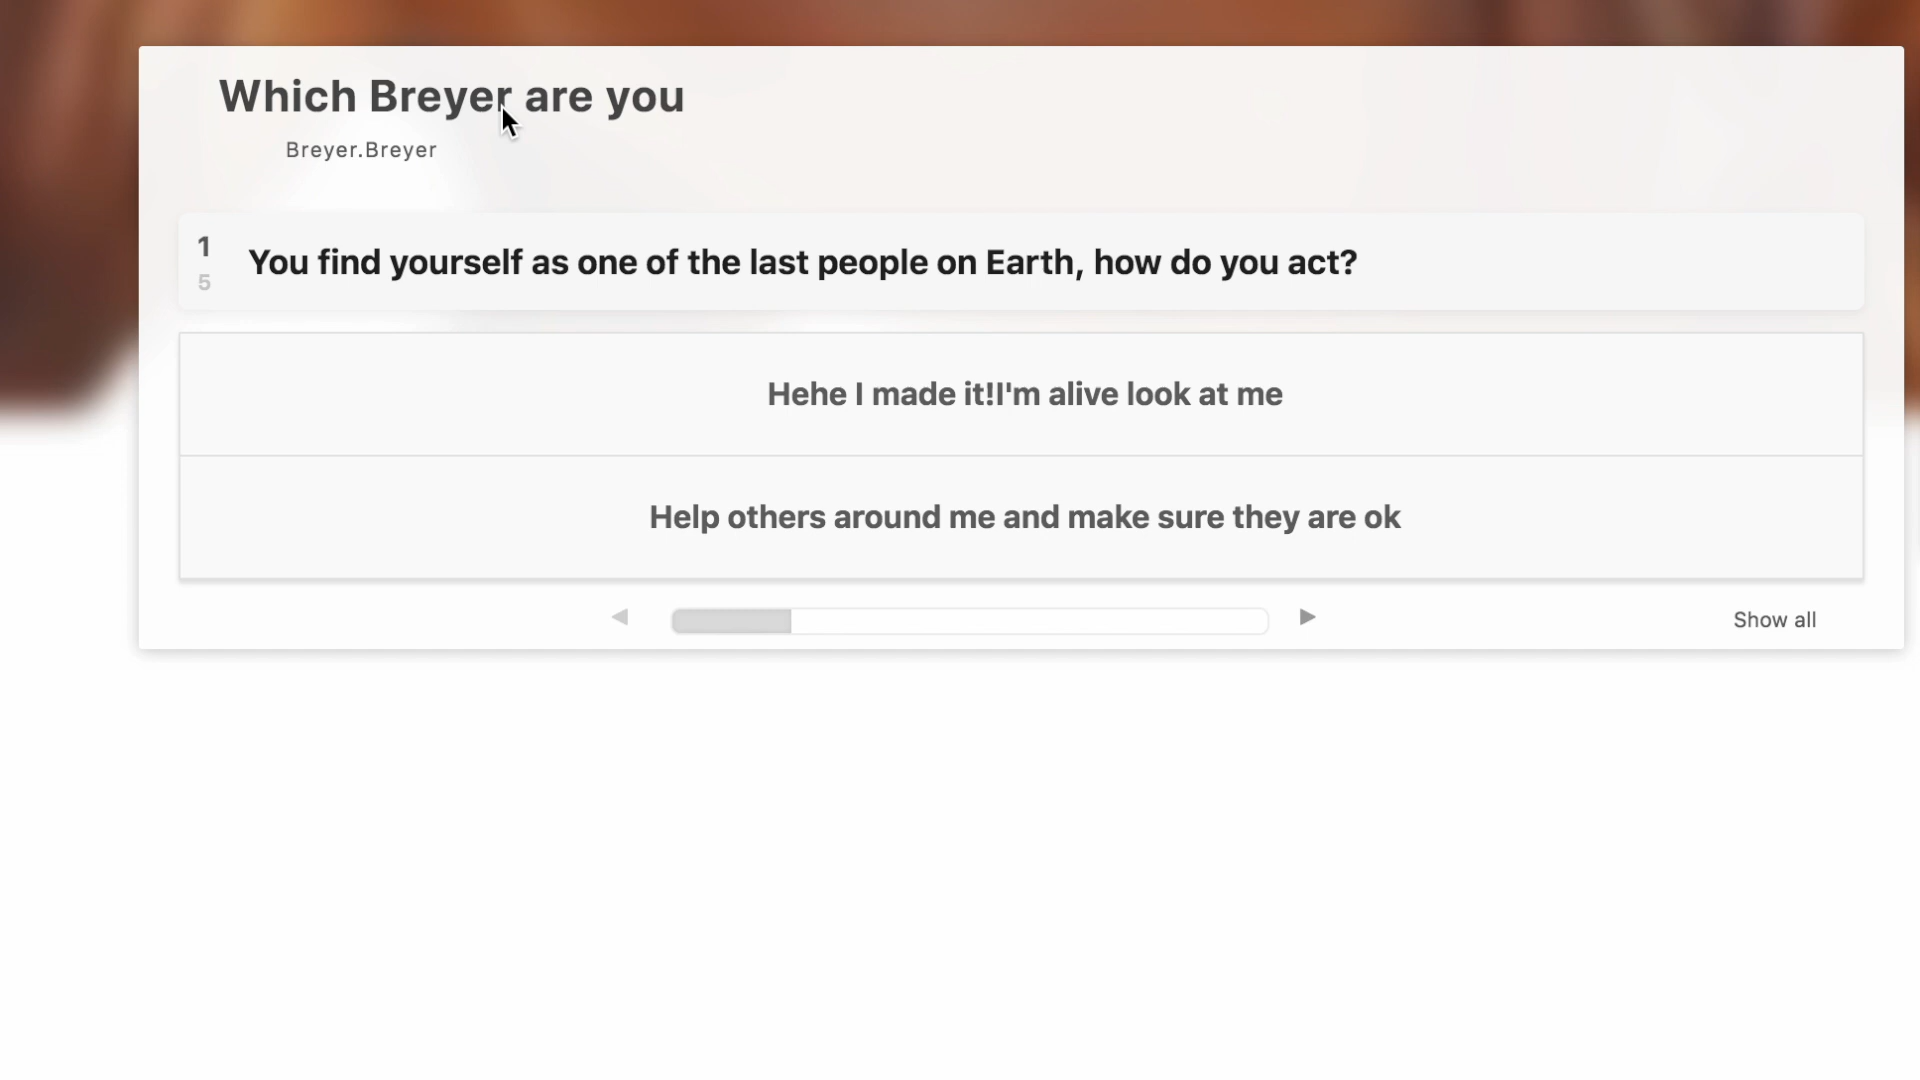 Which Breyer are you
Breyer.Breyer
1
5
You find yourself as one of the last people on Earth, how do you act?
Hehe I made it!I'm alive look at me
Help others around me and make sure they are ok
Show all